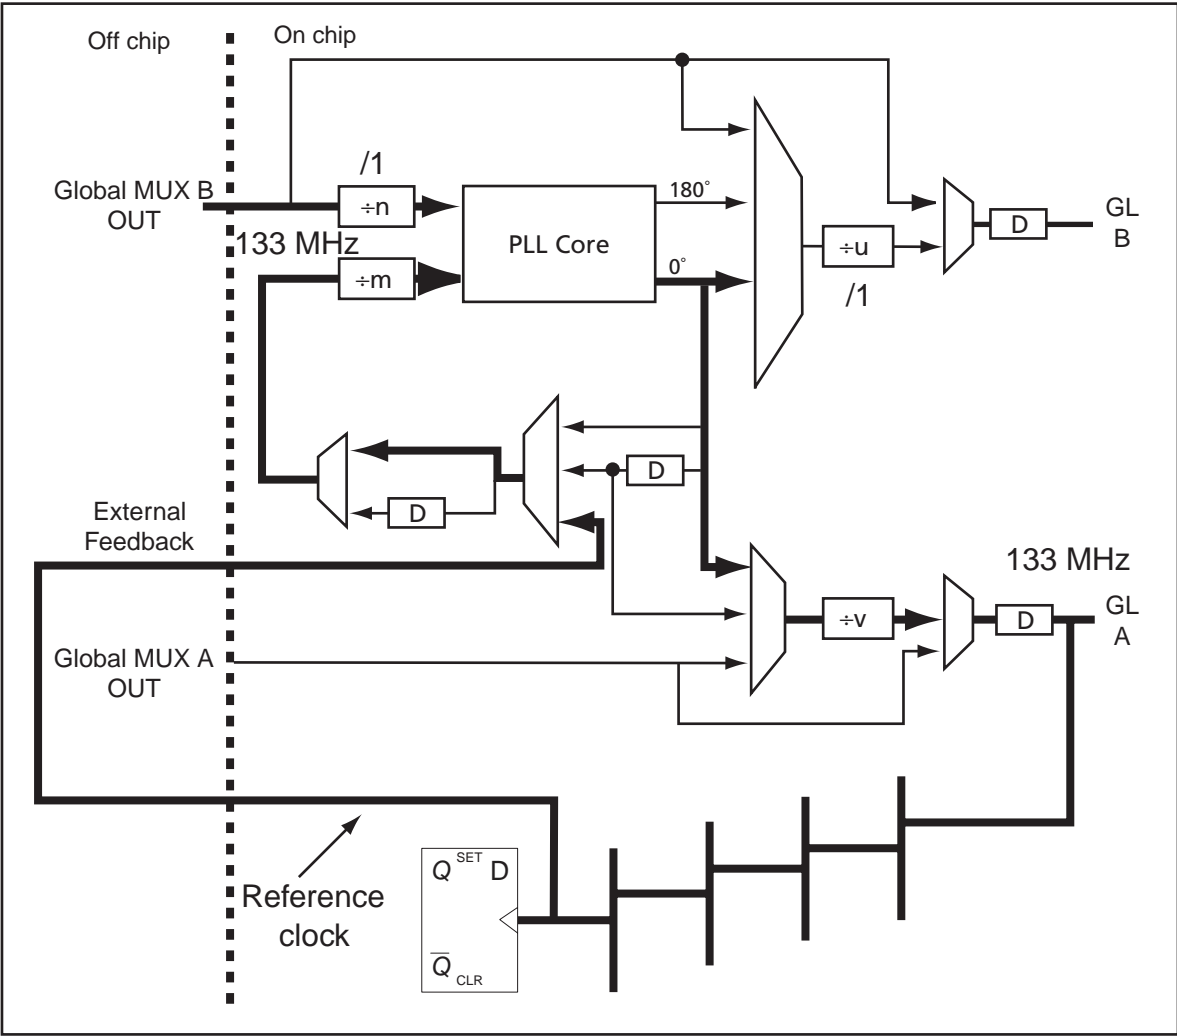 Off chip
On chip
/1
Global MUX B
OUT
÷n
180°
PLL Core
133 MHz
÷m
0°
÷u
/1
D
GL
B
D
D
External
Feedback
133 MHz
÷v
D
GL
A
Global MUX A
OUT
Reference
clock
Q SET D
Q CLR